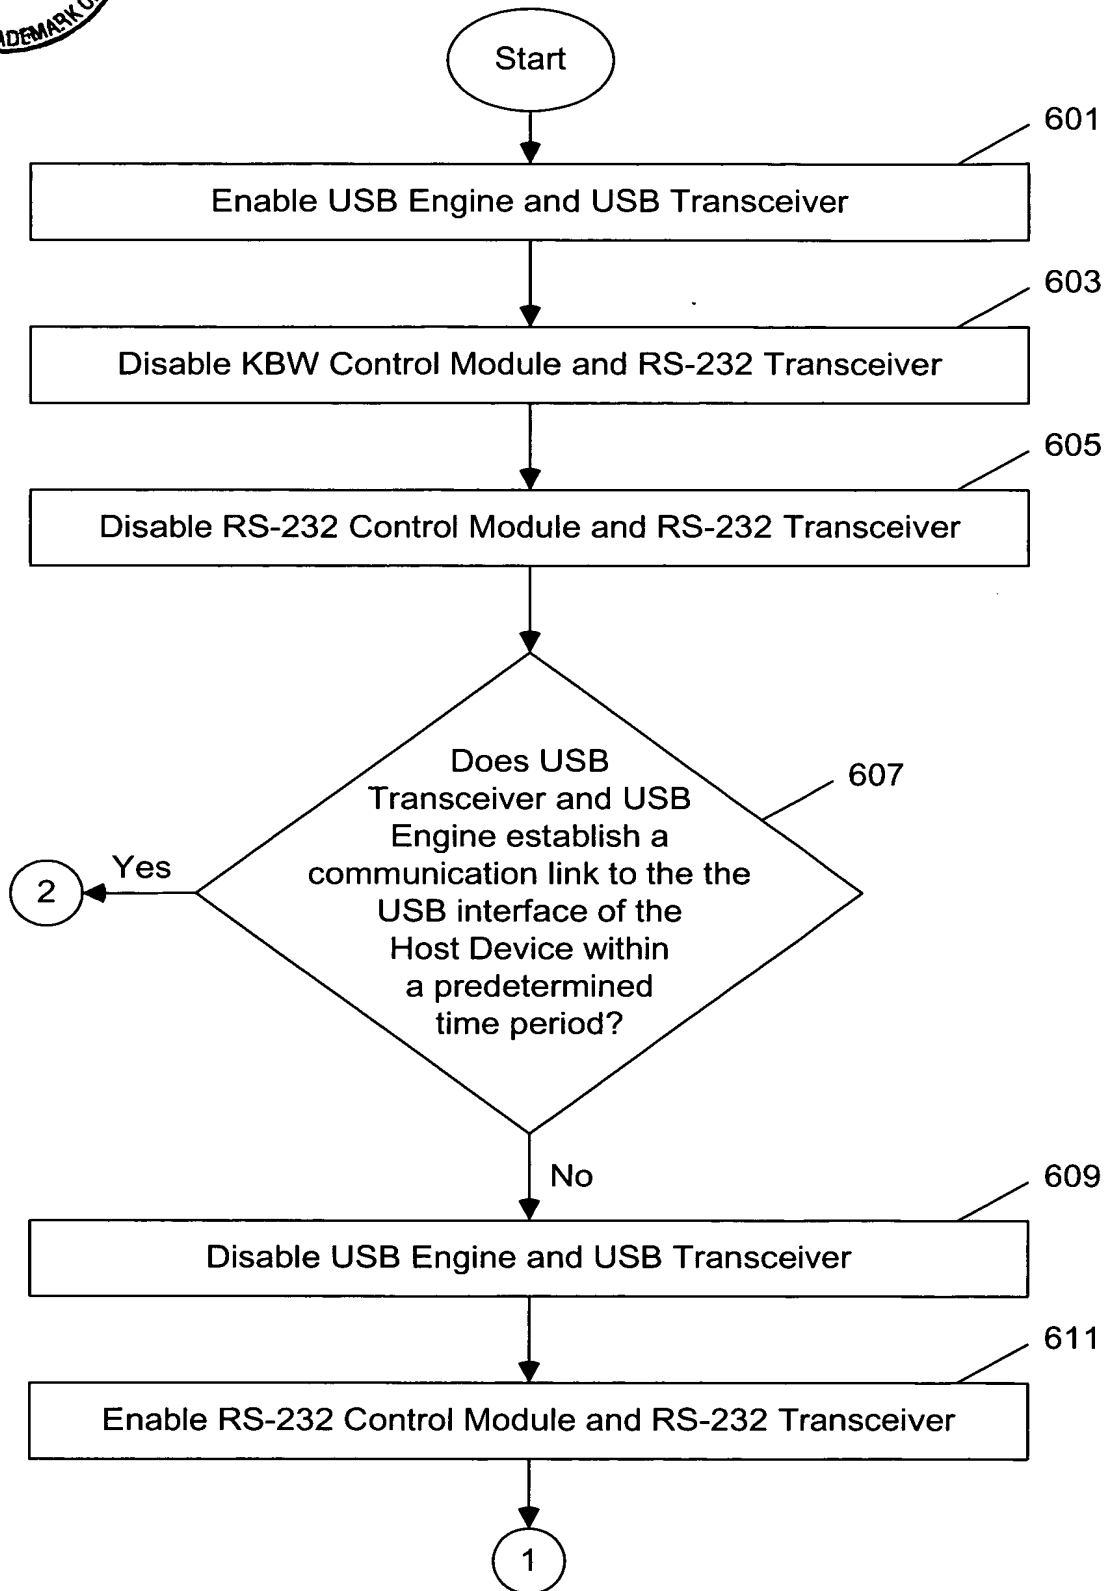 Start
601
Enable USB Engine and USB Transceiver
603
Disable KBW Control Module and RS-232 Transceiver
605
Disable RS-232 Control Module and RS-232 Transceiver
Does USB
Transceiver and USB
Engine establish a
communication link to the the
USB interface of the
Host Device within
a predetermined
time period?
607
Yes
2
No
609
Disable USB Engine and USB Transceiver
611
Enable RS-232 Control Module and RS-232 Transceiver
1